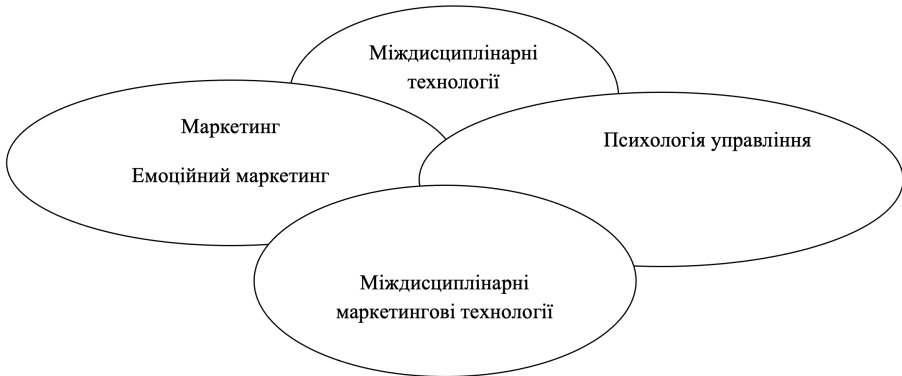 Міждисциплінарні
технології
Маркетинг
Емоційний маркетинг
Психологія управління
Міждисциплінарні
маркетингові технології